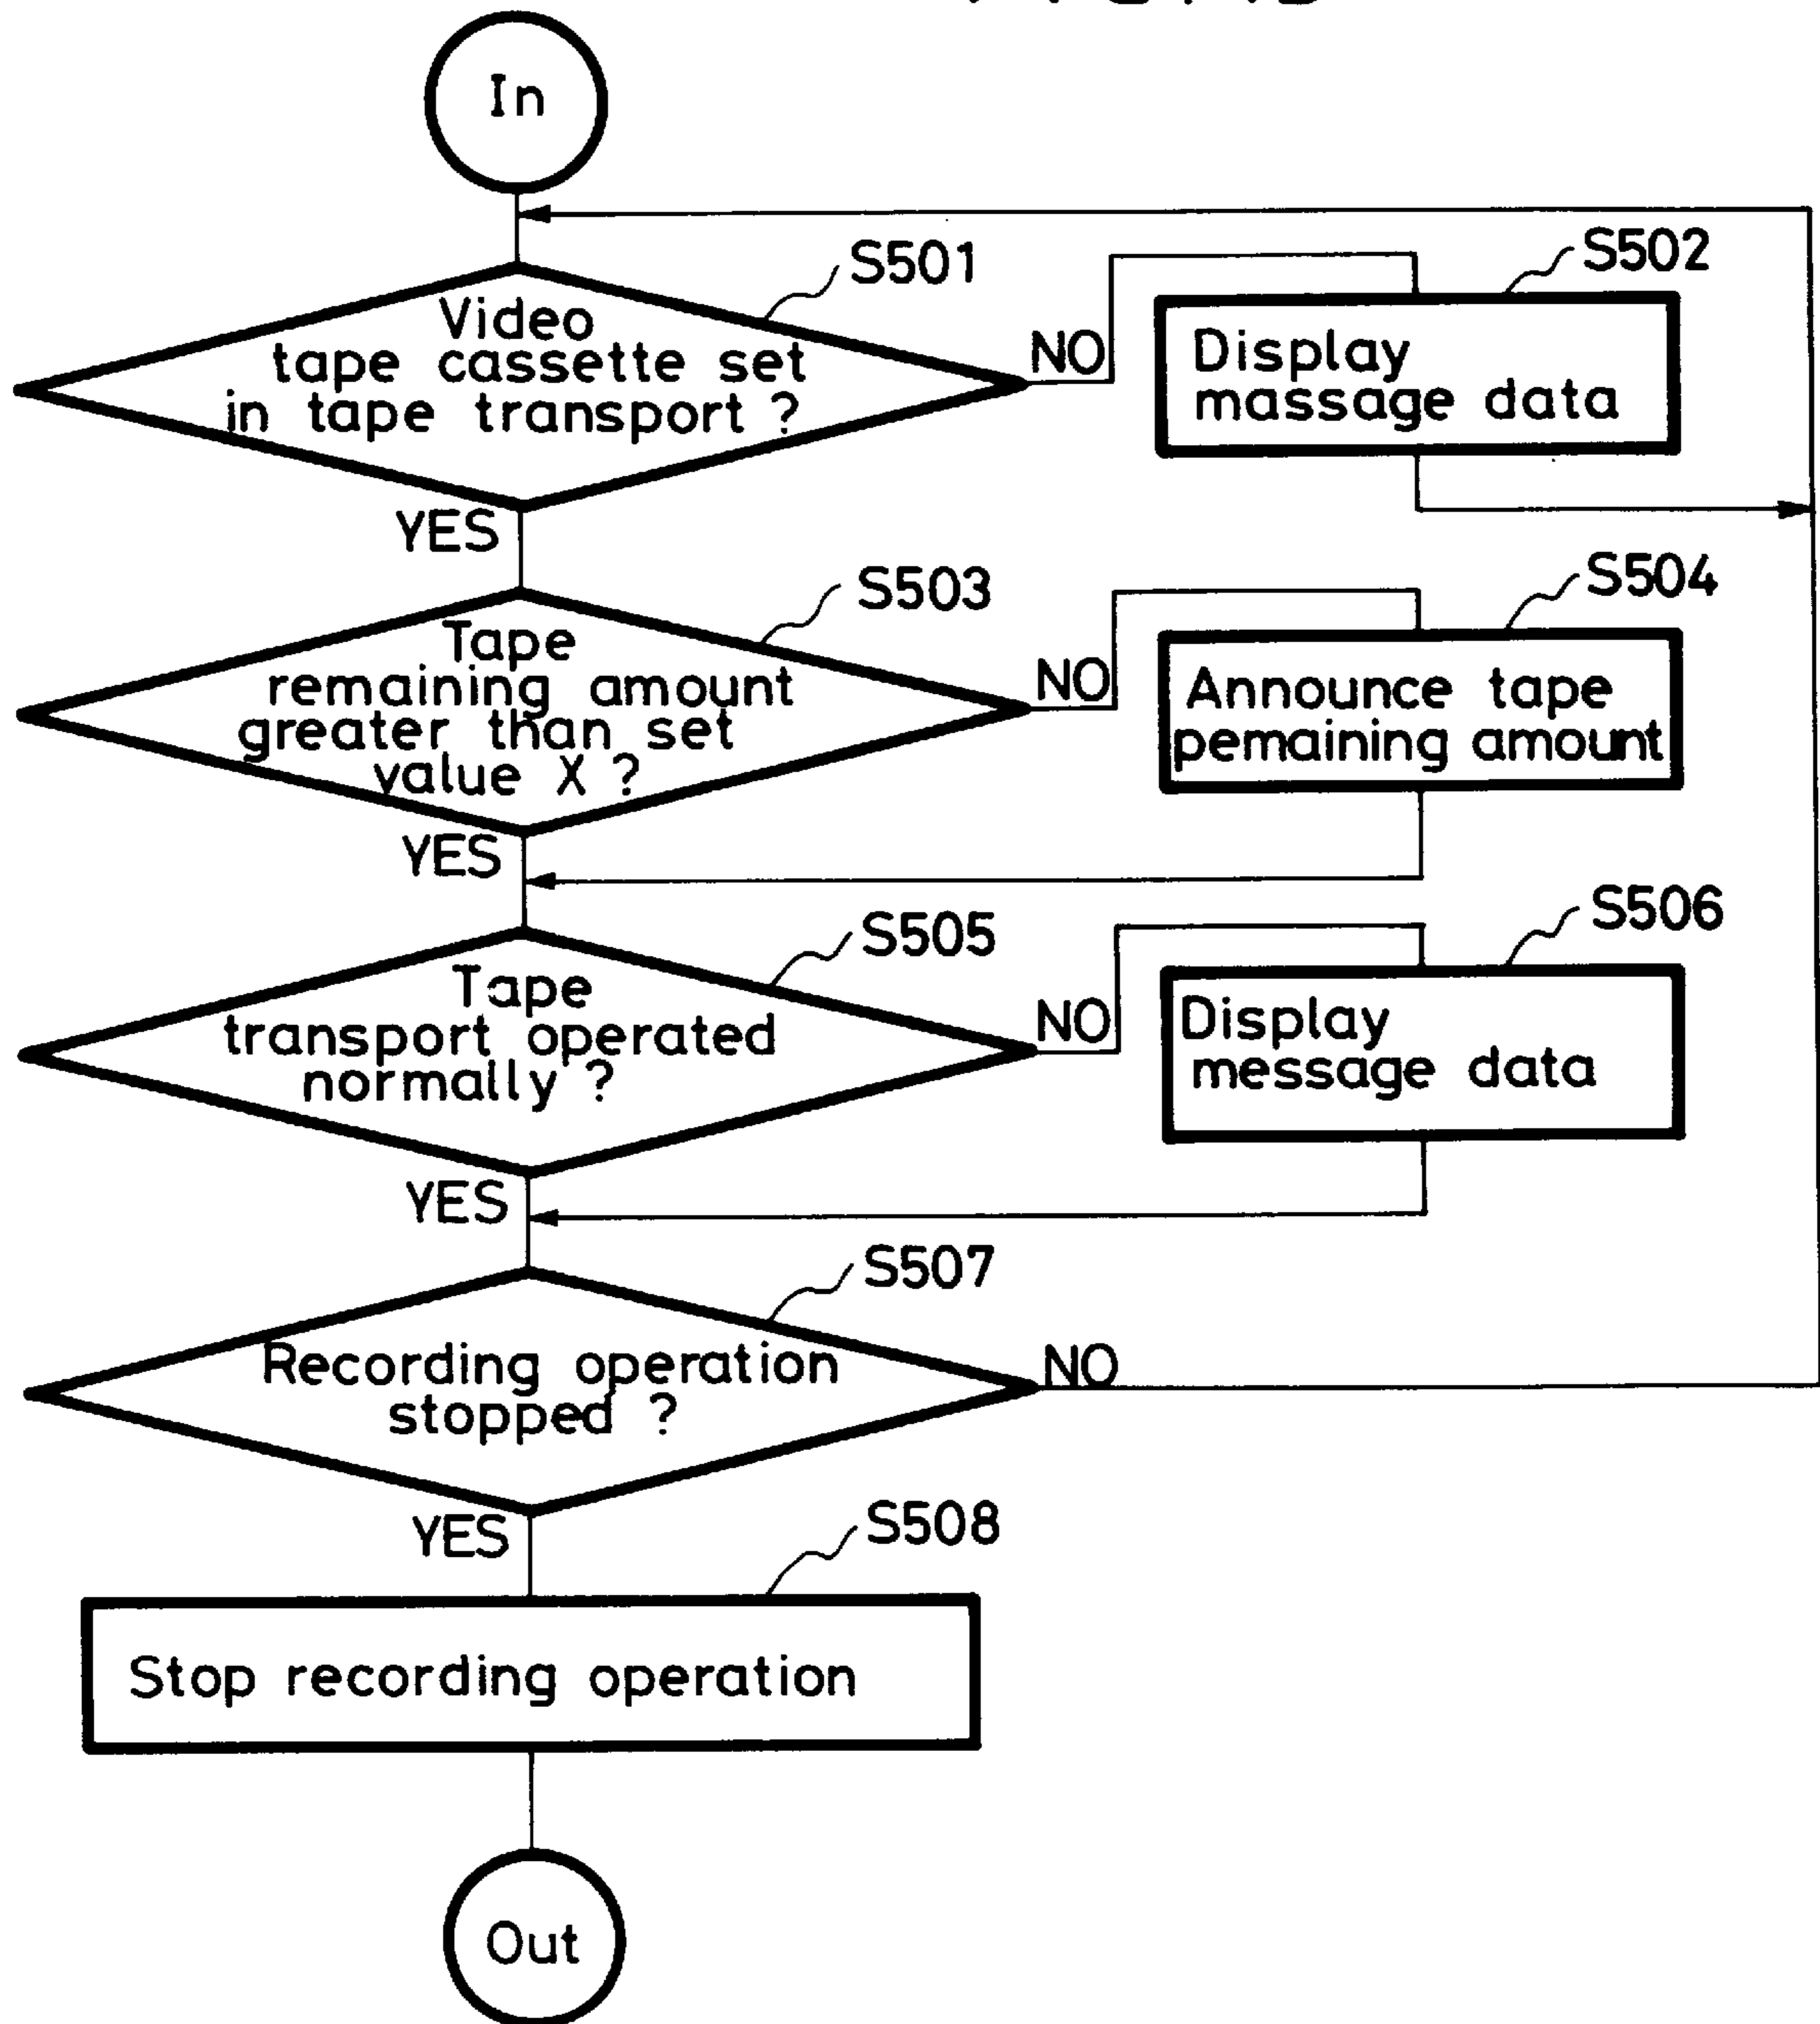 In
S501
Video
tape cassette set
in tape transport ?
NO
S502
Display
massage data
YES
S503
Tape
remaining amount
greater than set
value X ?
NO
S504
Announce tape
pemaining amount
YES
S505
Tape
transport operated
normally ?
NO
S506
Display
message data
YES
S507
Recording operation
stopped ?
NO
YES
S508
Stop recording operation
Out